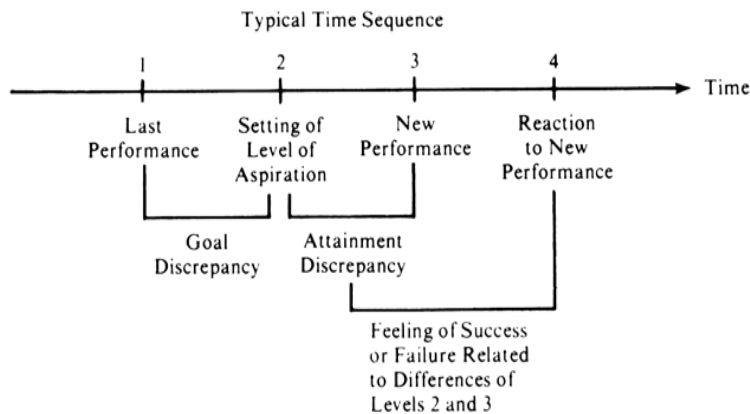 Typical Time Sequence
1 2 3 4
Time
Last
Performance
Setting of
Level of
Aspiration
New
Performance
Reaction
to New
Performance
Goal
Discrepancy
Attainment
Discrepancy
Feeling of Success
or Failure Related
to Differences of
Levels 2 and 3